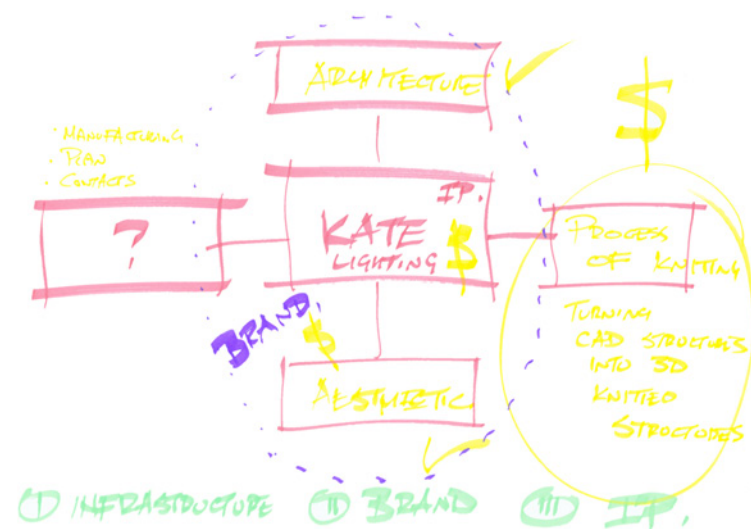 ARCHITECTURE
$
· MANUFACTURING
· PLAN
· CONTACTS
?
IP.
KATE
LIGHTING
$
PROCESS
OF KNITING
BRAND.
$
TURNING
CAD STRUCTURES
INTO 3D
KNITTED
STRUCTURES
AESTHETIC
I INFRASTRUCTURE II BRAND III IP.